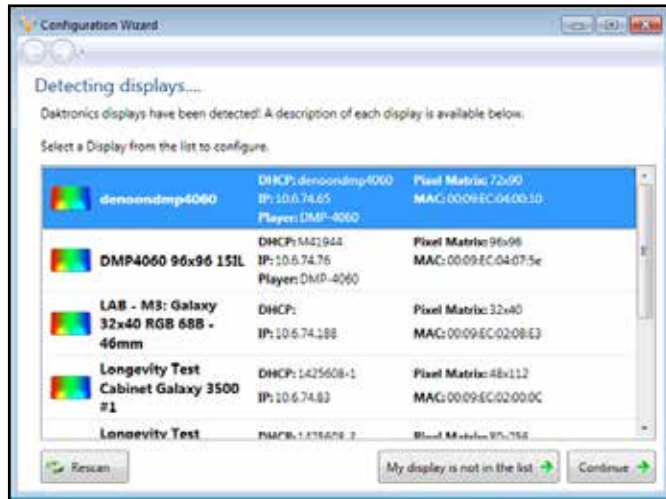 Configuration Wizard
Detecting displays....
Daktronics displays have been detected! A description of each display is available below.
Select a Display from the list to configure.
denoondmp4060
DHCP: denoondmp4060
IP: 10.6.74.65
Player: DMP-4060
Pixel Matrix: 72x90
MAC: 00:09:EC:04:00:10
DMP4060 96x96 15IL
DHCP: M41944
IP: 10.6.74.76
Player: DMP-4060
Pixel Matrix: 96x96
MAC: 00:09:EC:04:07:5e
LAB - M3: Galaxy
32x40 RGB 68B -
46mm
DHCP:
IP: 10.6.74.188
Pixel Matrix: 32x40
MAC: 00:09:EC:02:08:E3
Longevity Test
Cabinet Galaxy 3500
#1
DHCP: 1425608-1
IP: 10.6.74.83
Pixel Matrix: 48x112
MAC: 00:09:EC:02:00:0C
Longevity Test
DHCP: 1425608-2
Pixel Matrix:
Rescan
My display is not in the list
Continue